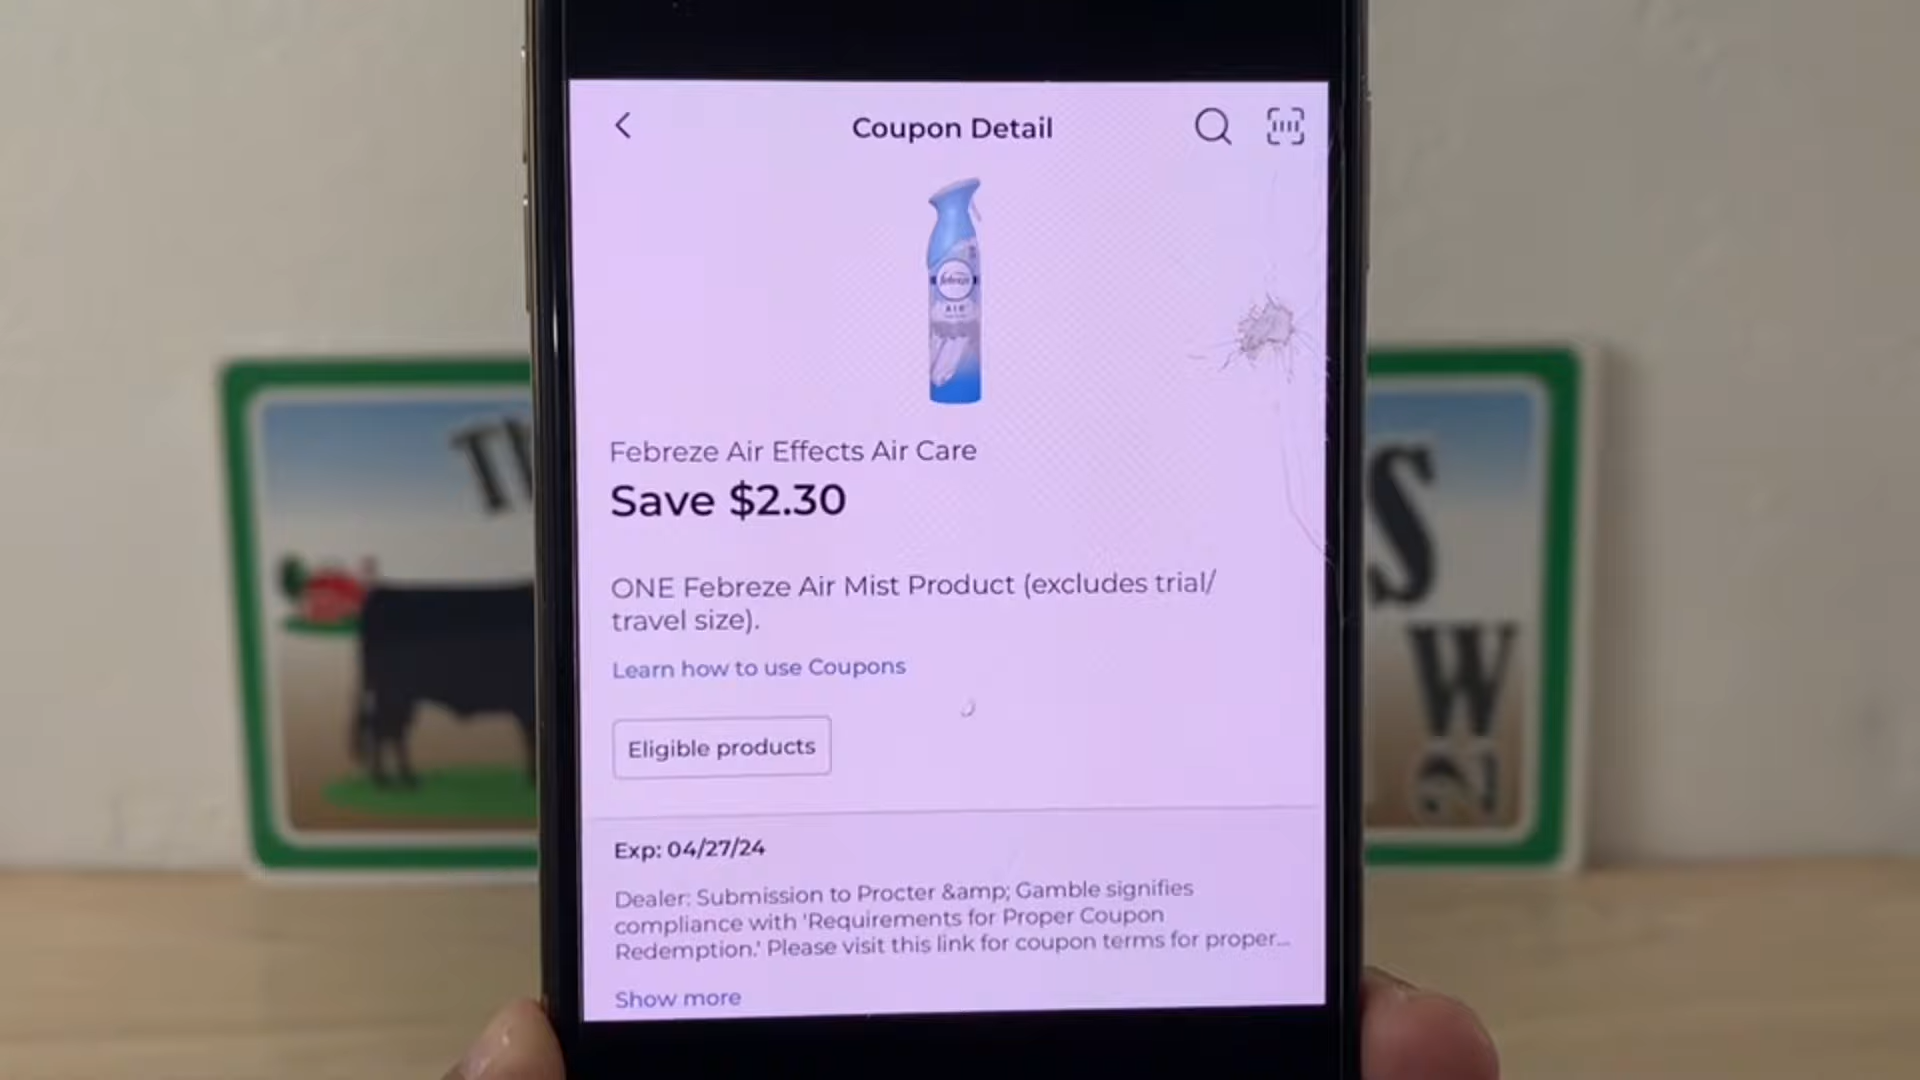 Coupon Detail
febreze
AIR
Febreze Air Effects Air Care
Save $2.30
ONE Febreze Air Mist Product (excludes trial/
travel size).
Learn how to use Coupons
Eligible products
Exp: 04/27/24
Dealer: Submission to Procter &amp; Gamble signifies
compliance with 'Requirements for Proper Coupon
Redemption.' Please visit this link for coupon terms for proper...
Show more
S
W